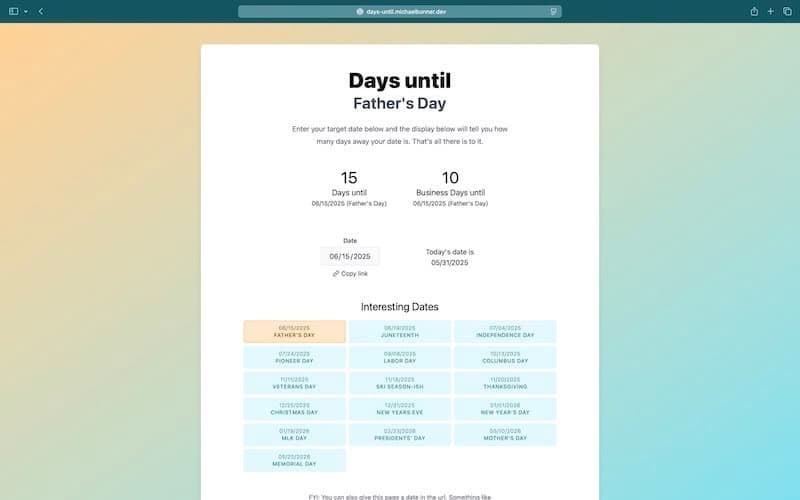 days-until.michaelbonner.dev
Days until
Father's Day
Enter your target date below and the display below will tell you how
many days away your date is. That's all there is to it.
15
Days until
06/15/2025 (Father's Day)
10
Business Days until
06/15/2025 (Father's Day)
Date
06/15/2025
Copy link
Today's date is
05/31/2025
Interesting Dates
06/15/2025
FATHER'S DAY
06/19/2025
JUNETEENTH
07/04/2025
INDEPENDENCE DAY
07/24/2025
PIONEER DAY
09/08/2025
LABOR DAY
10/13/2025
COLUMBUS DAY
11/11/2025
VETERANS DAY
11/18/2025
SKI SEASON-ISH
11/20/2025
THANKSGIVING
12/25/2025
CHRISTMAS DAY
12/31/2025
NEW YEARS EVE
01/01/2026
NEW YEAR'S DAY
01/19/2026
MLK DAY
02/23/2026
PRESIDENTS' DAY
05/10/2026
MOTHER'S DAY
05/25/2026
MEMORIAL DAY
FYI: You can also give this page a date in the url. Something like